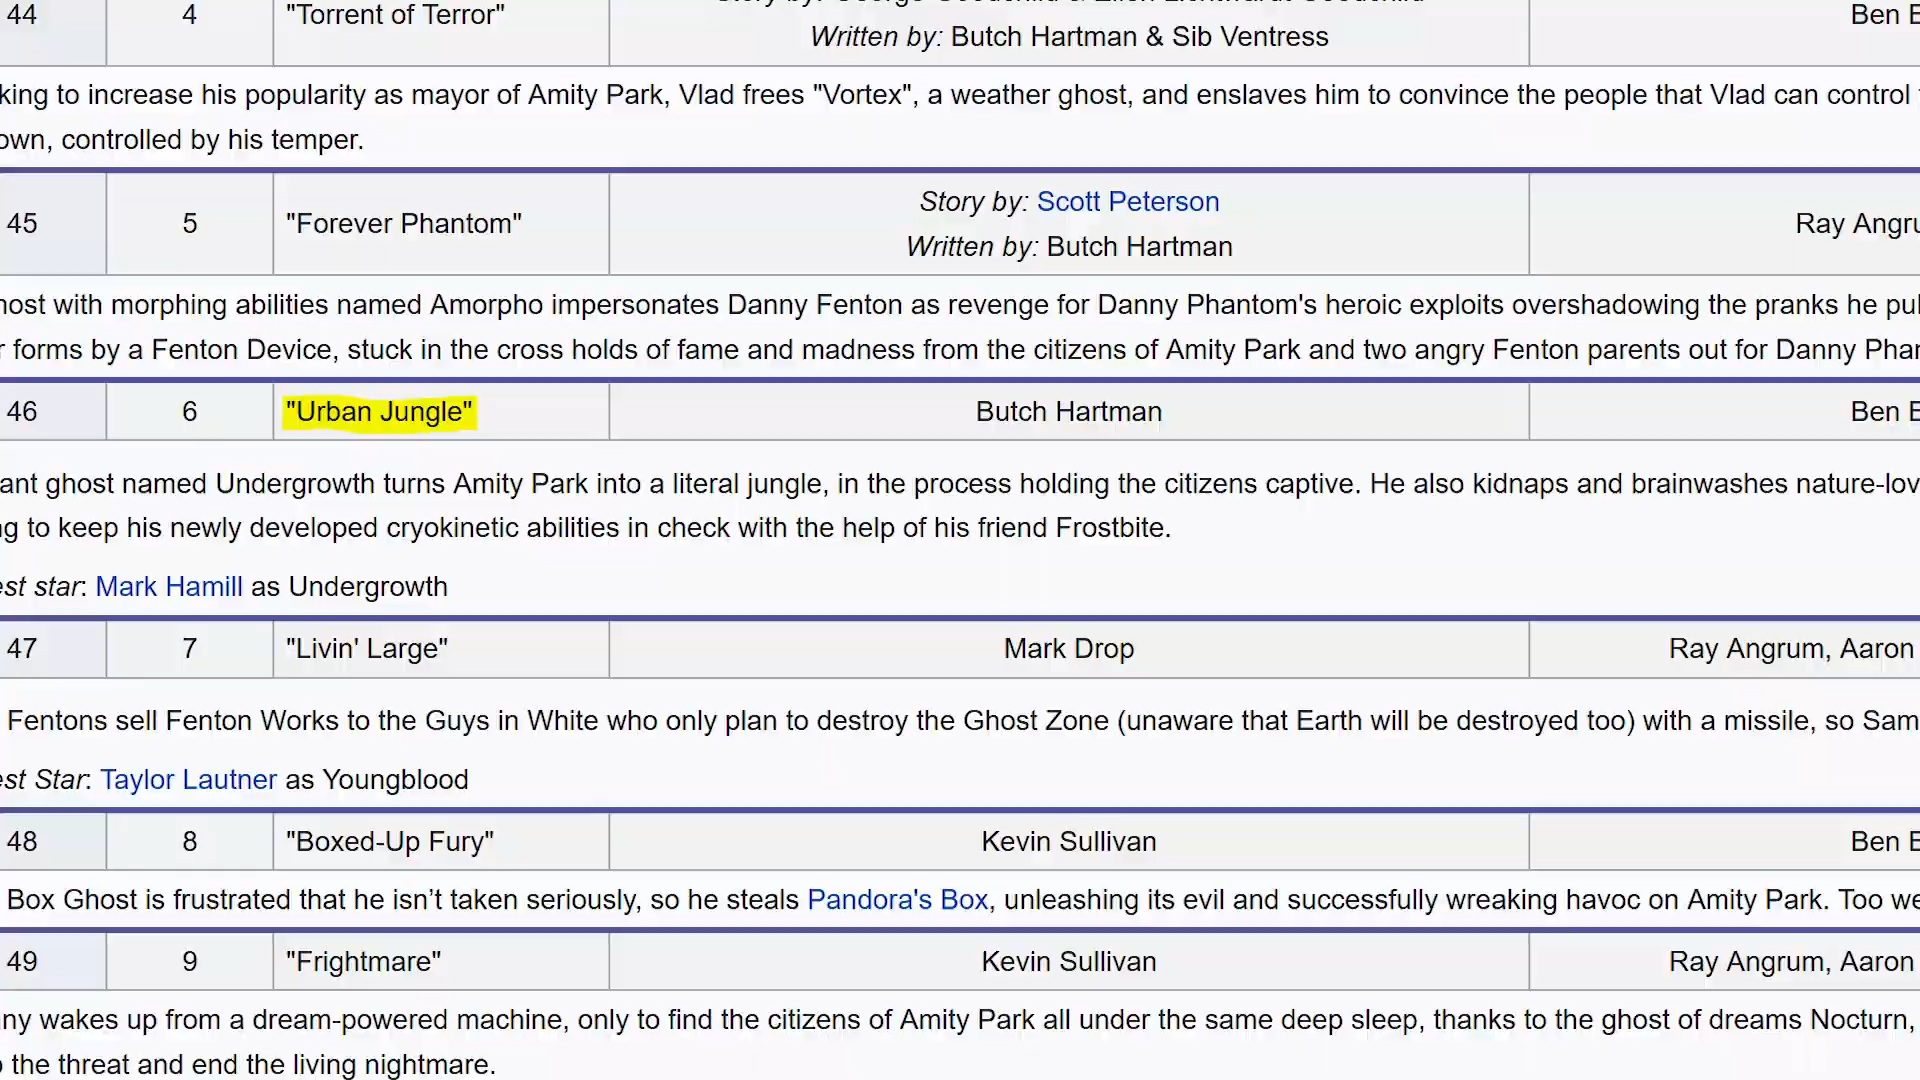 44 4 "Torrent of Terror" Ben
Written by: Butch Hartman & Sib Ventress
king to increase his popularity as mayor of Amity Park, Vlad frees "Vortex", a weather ghost, and enslaves him to convince the people that Vlad can control
own, controlled by his temper.
Story by: Scott Peterson
45 5 "Forever Phantom" Ray Angru
Written by: Butch Hartman
host with morphing abilities named Amorpho impersonates Danny Fenton as revenge for Danny Phantom's heroic exploits overshadowing the pranks he pul
r forms by a Fenton Device, stuck in the cross holds of fame and madness from the citizens of Amity Park and two angry Fenton parents out for Danny Phan
46 6 "Urban Jungle" Butch Hartman Ben
ant ghost named Undergrowth turns Amity Park into a literal jungle, in the process holding the citizens captive. He also kidnaps and brainwashes nature-lov
g to keep his newly developed cryokinetic abilities in check with the help of his friend Frostbite.
est star: Mark Hamill as Undergrowth
47 7 "Livin' Large" Mark Drop Ray Angrum, Aaron
Fentons sell Fenton Works to the Guys in White who only plan to destroy the Ghost Zone (unaware that Earth will be destroyed too) with a missile, so Sam
est Star: Taylor Lautner as Youngblood
48 8 "Boxed-Up Fury" Kevin Sullivan Ben
Box Ghost is frustrated that he isn’t taken seriously, so he steals Pandora's Box, unleashing its evil and successfully wreaking havoc on Amity Park. Too we
49 9 "Frightmare" Kevin Sullivan Ray Angrum, Aaron
ny wakes up from a dream-powered machine, only to find the citizens of Amity Park all under the same deep sleep, thanks to the ghost of dreams Nocturn,
the threat and end the living nightmare.